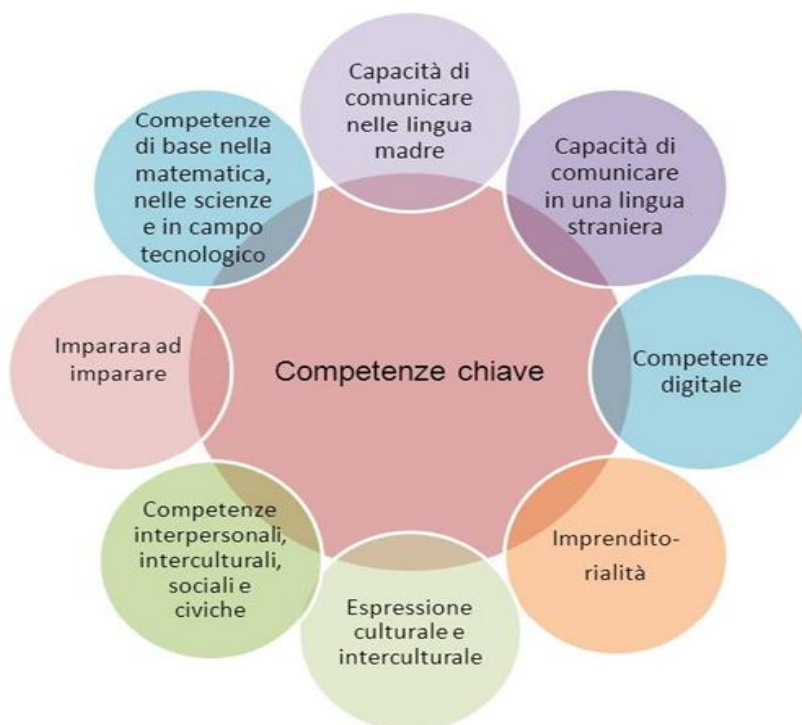 Capacità di
comunicare
nelle lingua
madre
Capacità di
comunicare
in una lingua
straniera
Competenze
digitale
Imprendito-
rialità
Espressione
culturale e
interculturale
Competenze
interpersonali,
interculturali,
sociali e
civiche
Imparara ad
imparare
Competenze
di base nella
matematica,
nelle scienze
e in campo
tecnologico
Competenze chiave